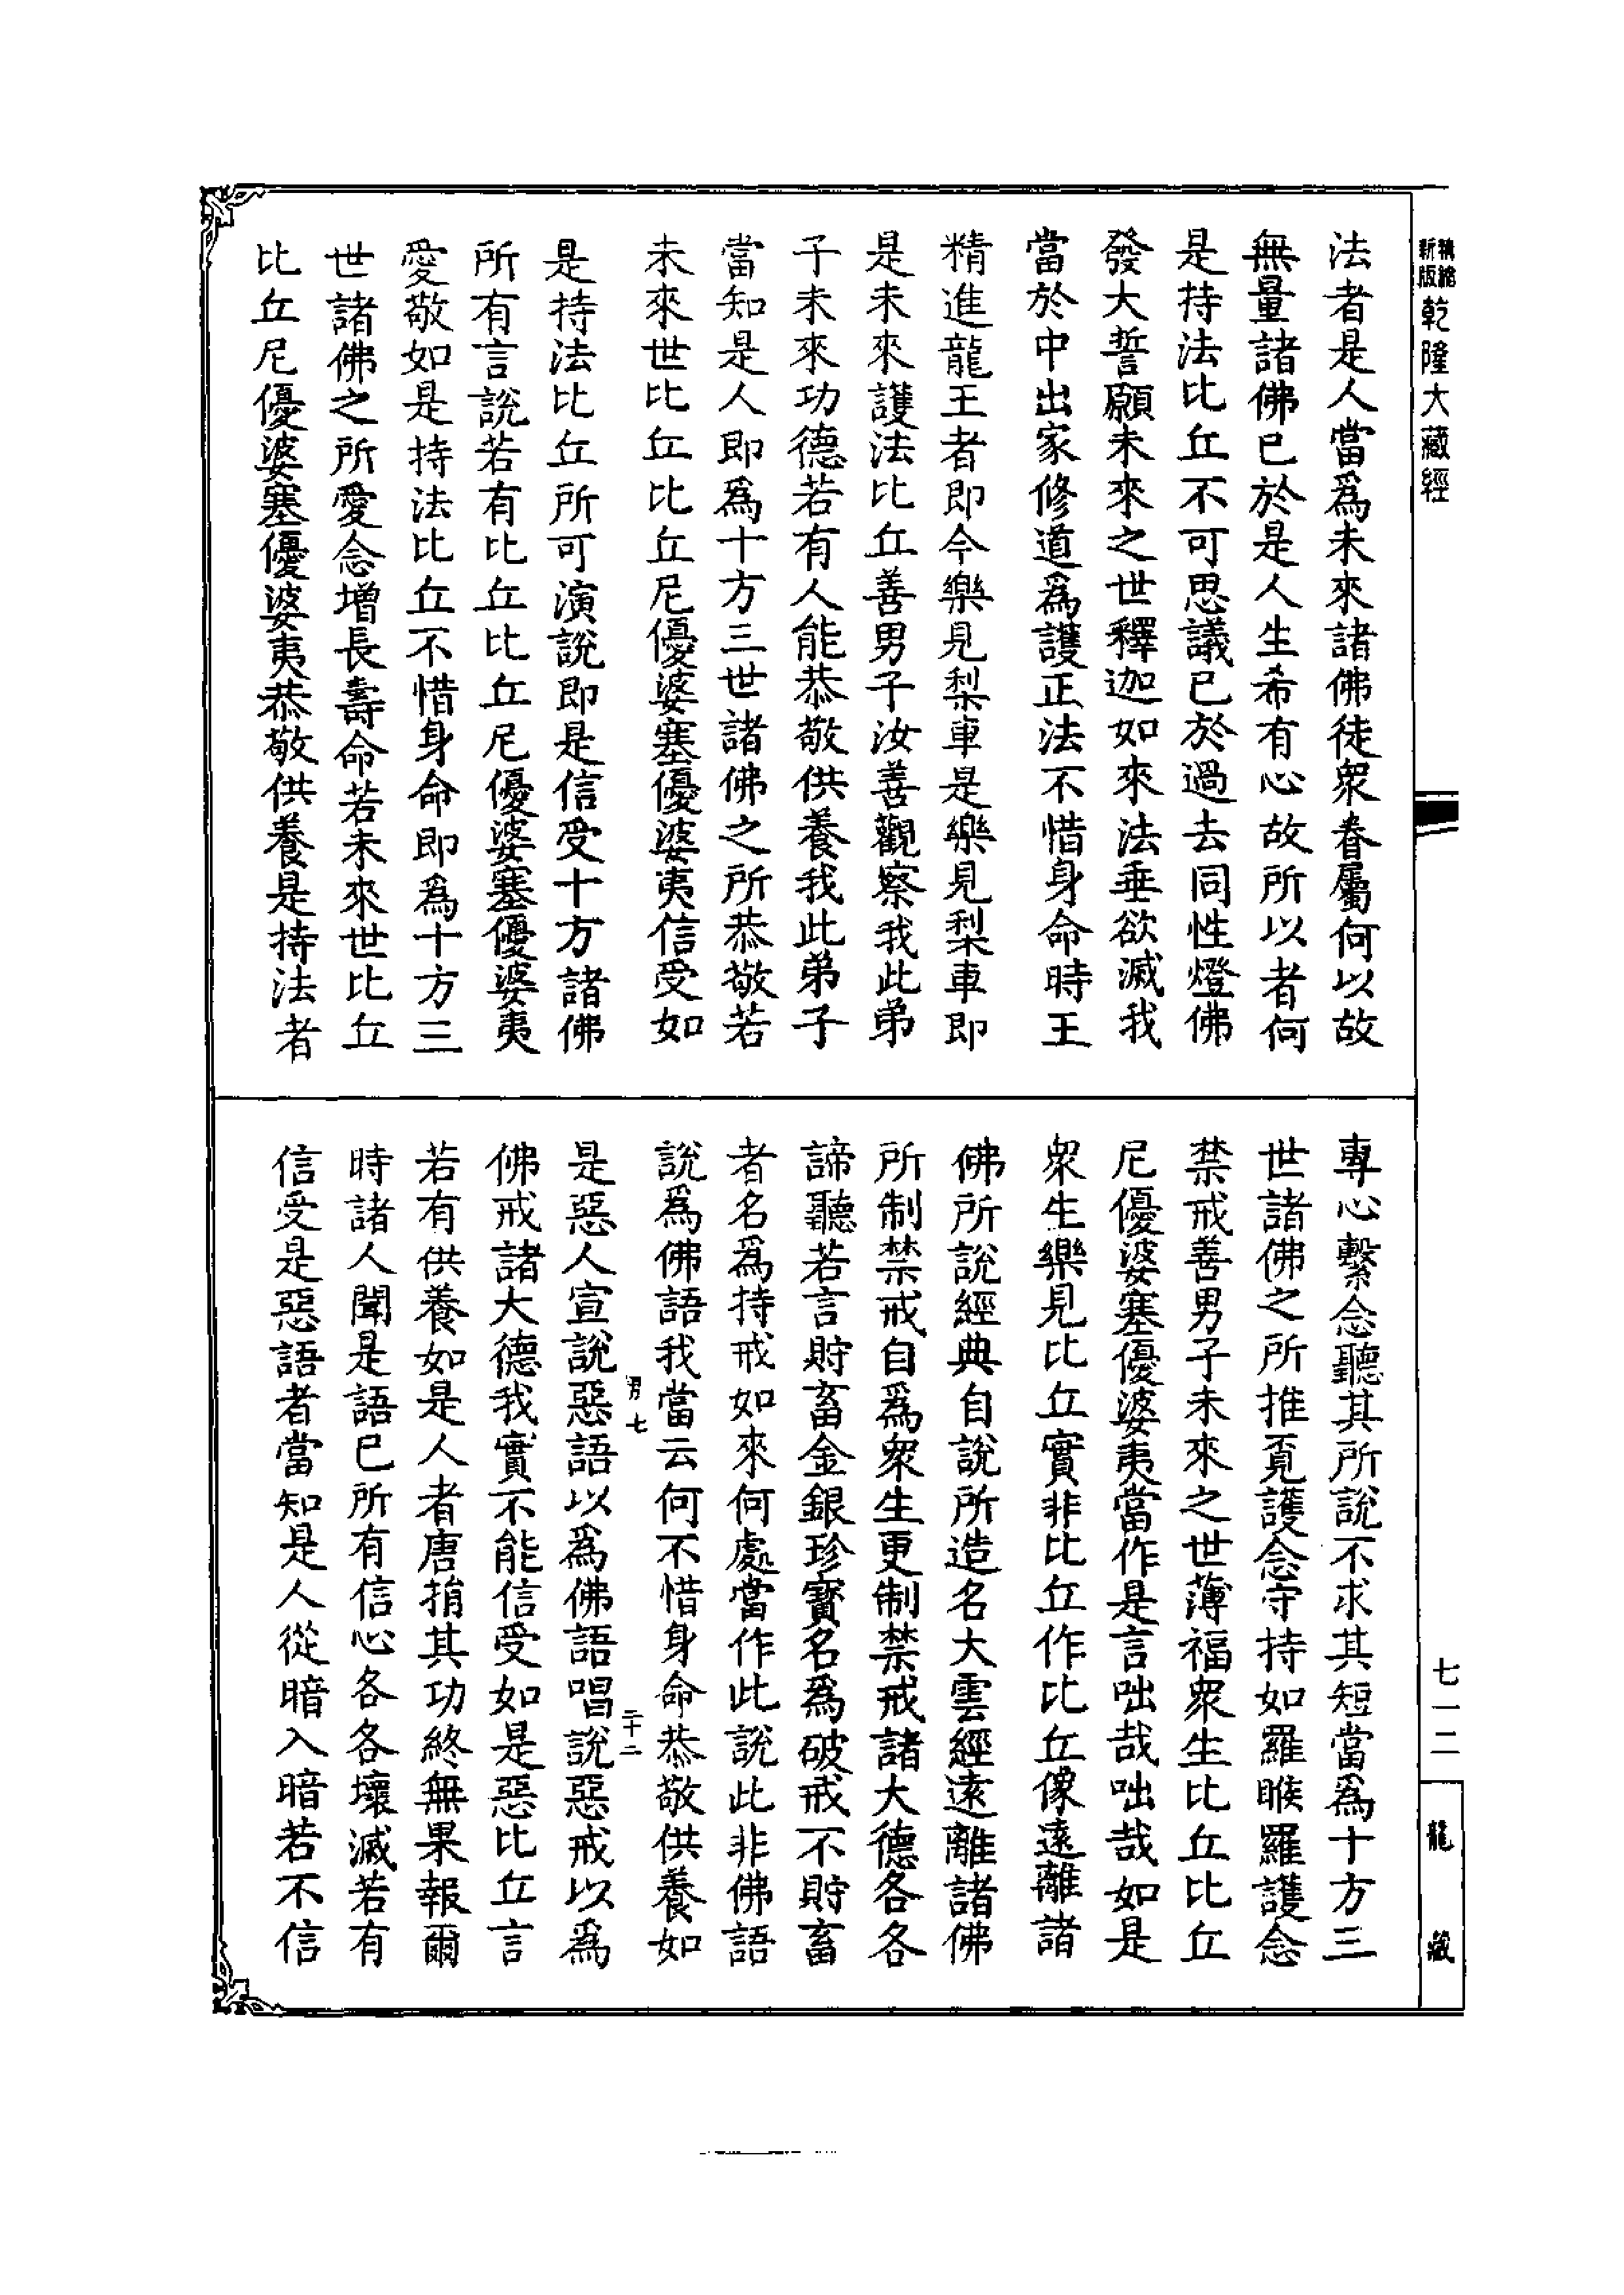 精縮新版乾隆大藏經
法者是人當爲未來諸佛徒衆眷屬何以故
無量諸佛已於是人生希有心故所以者何
是持法比丘不可思議已於過去同性燈佛
發大誓願未來之世釋迦如來法垂欲滅我
當於中出家修道爲護正法不惜身命時王
精進龍王者即今樂見梨車是樂見梨車即
是未來護法比丘善男子汝善觀察我此弟
子未來功德若有人能恭敬供養我此弟子
當知是人即爲十方三世諸佛之所恭敬若
未來世比丘比丘尼優婆塞優婆夷信受如
是持法比丘所可演說即是信受十方諸佛
所有言說若有比丘比丘尼優婆塞優婆夷
愛敬如是持法比丘不惜身命即爲十方三
世諸佛之所愛念增長壽命若未來世比丘
比丘尼優婆塞優婆夷恭敬供養是持法者
專心繫念聽其所說不求其短當爲十方三
世諸佛之所推覓護念守持如羅睺羅護念
禁戒善男子未來之世薄福衆生比丘比丘
尼優婆塞優婆夷當作是言咄哉咄哉如是
衆生樂見比丘實非比丘作比丘像遠離諸
佛所說經典自說所造名大雲經遠離諸佛
所制禁戒自爲衆生更制禁戒諸大德各各
諦聽若言貯畜金銀珍寶名爲破戒不貯畜
者名爲持戒如來何處當作此說此非佛語
說爲佛語我當云何不惜身命恭敬供養如
男七
二十二
是惡人宣說惡語以爲佛語唱說惡戒以爲
佛戒諸大德我實不能信受如是惡比丘言
若有供養如是人者唐捐其功終無果報爾
時諸人聞是語已所有信心各各壞滅若有
信受是惡語者當知是人從暗入暗若不信
七一二
龍藏